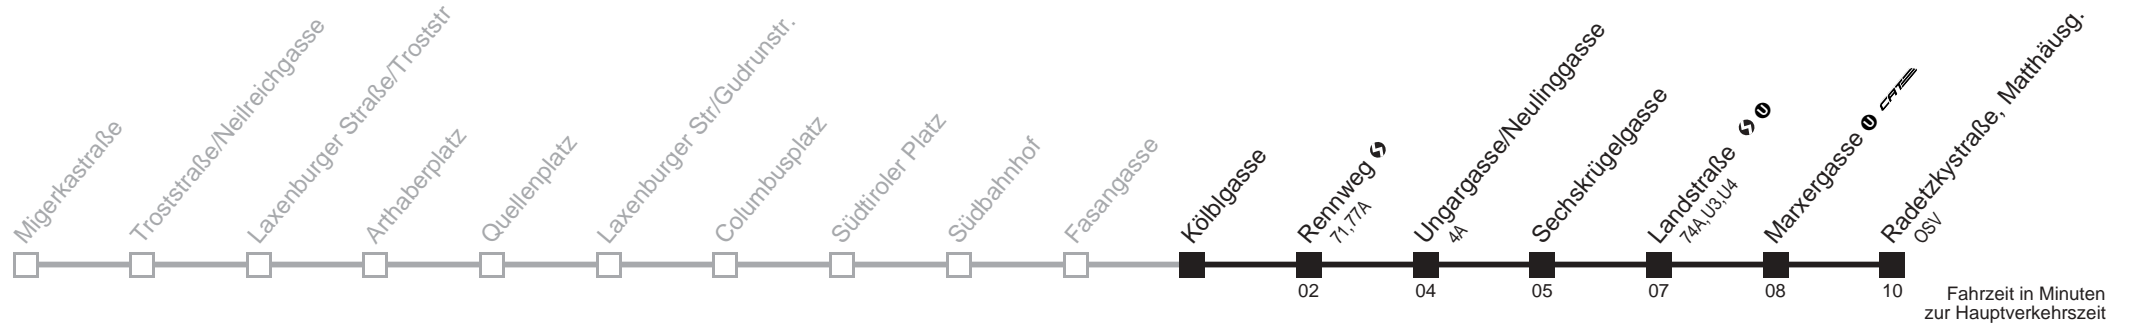 Migerkastraße
Troststraße/Neilreichgasse
Laxenburger Straße/Troststr
Arthaberplatz
Quellenplatz
Laxenburger Str/Gudrunstr.
Columbusplatz
Südtiroler Platz
Südbahnhof
Fasangasse
Kölblgasse
Rennweg
71,77A
Ungargasse/Neulinggasse
4A
Sechskrügelgasse
Landstraße U
74A,U3,U4
Marxergasse U CAT
Radetzkystraße, Matthäusg.
OSV
02 04 05 07 08 10
Fahrzeit in Minuten
zur Hauptverkehrszeit